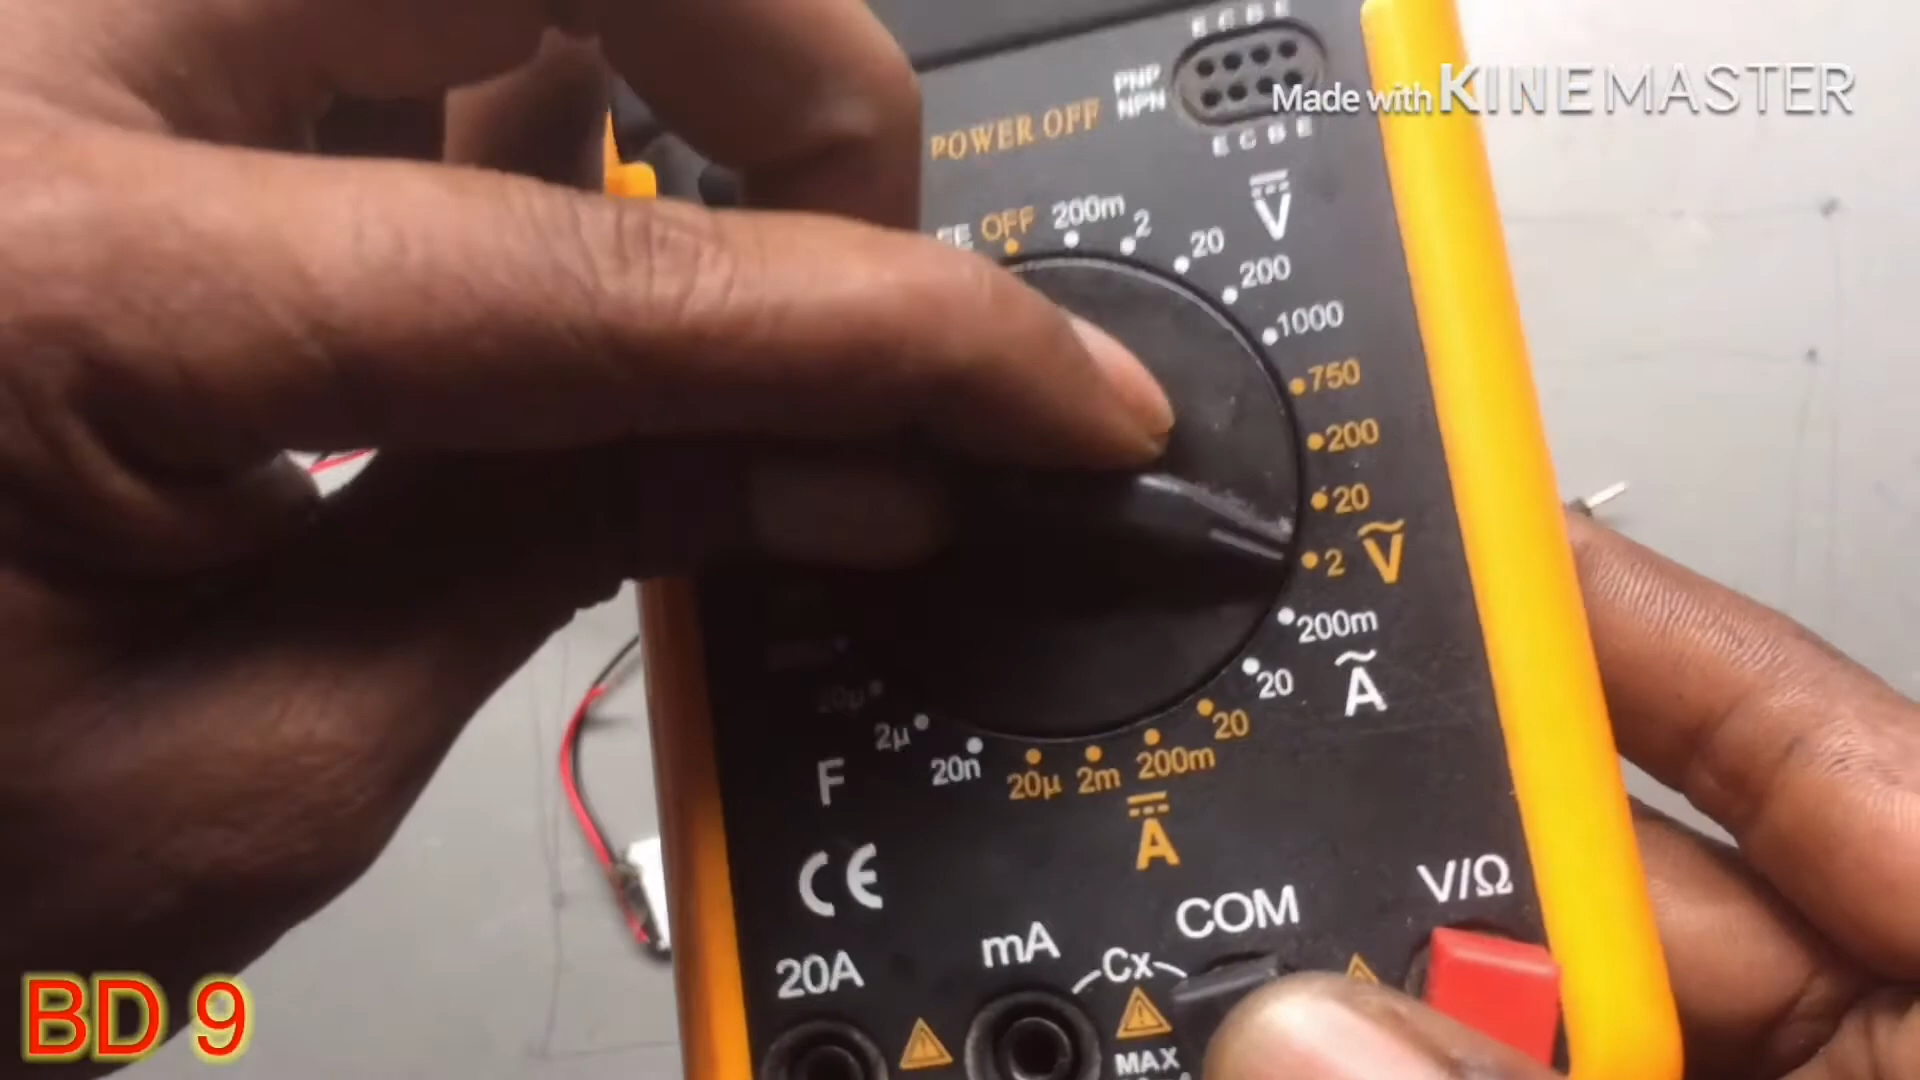 E C B E
PNP
NPN
Made with KINEMASTER
POWER OFF
E C B E
V
OFF
200m
2
20
200
1000
750
200
20
2
V
200m
20
A
20
200m
2m
20µ
A
20n
2µ
20µ
F
CE
V/Ω
COM
mA
Cx
20A
MAX
BD 9